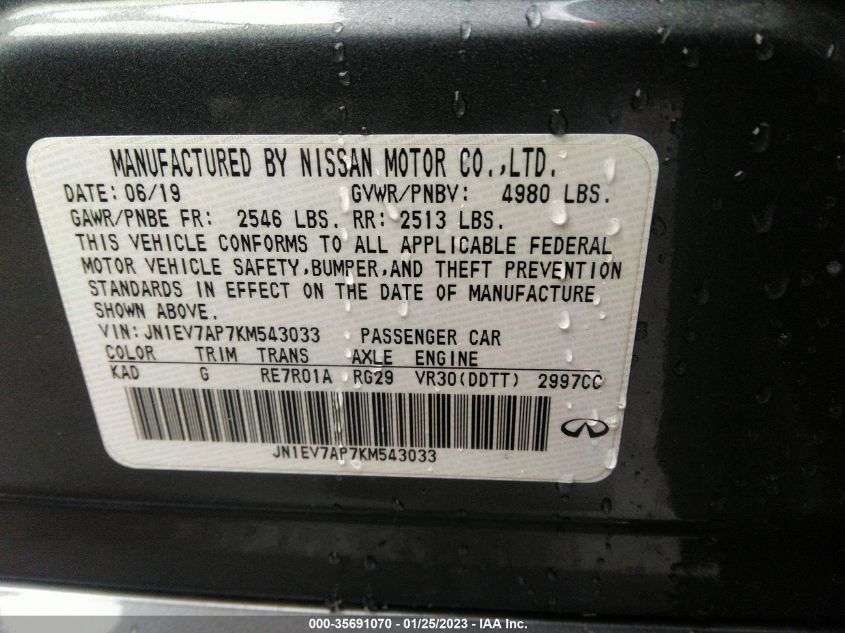 MANUFACTURED BY NISSAN MOTOR CO.,LTD.
DATE: 06/19 GVWR/PNBV: 4980 LBS.
GAWR/PNBE FR: 2546 LBS. RR: 2513 LBS.
THIS VEHICLE CONFORMS TO ALL APPLICABLE FEDERAL
MOTOR VEHICLE SAFETY,BUMPER,AND THEFT PREVENTION
STANDARDS IN EFFECT ON THE DATE OF MANUFACTURE
SHOWN ABOVE.
VIN: JN1EV7AP7KM543033 PASSENGER CAR
COLOR TRIM TRANS AXLE ENGINE
KAD G RE7R01A RG29 VR30(DDTT) 2997CC
JN1EV7AP7KM543033
000-35691070 - 01/25/2023 - IAA Inc.